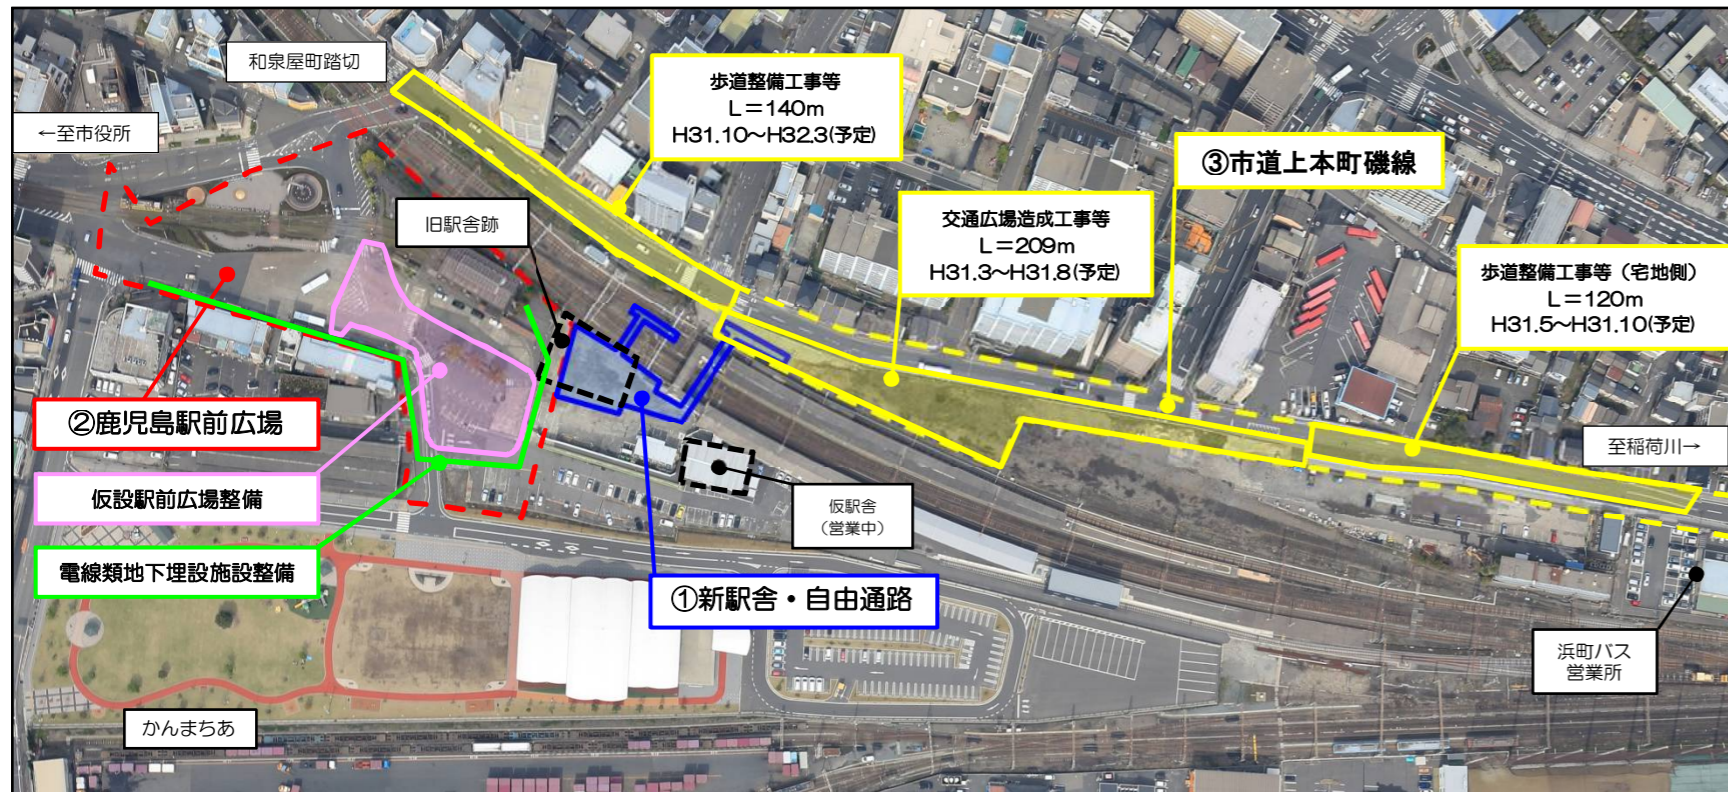 和泉屋町踏切
←至市役所
歩道整備工事等
L=140m
H31.10~H32.3(予定)
③市道上本町磯線
旧駅舎跡
交通広場造成工事等
L=209m
H31.3~H31.8(予定)
歩道整備工事等(宅地側)
L=120m
H31.5~H31.10(予定)
②鹿児島駅前広場
至稲荷川→
仮設駅前広場整備
仮駅舎
(営業中)
電線類地下埋設施設整備
①新駅舎・自由通路
浜町バス
営業所
かんまちあ